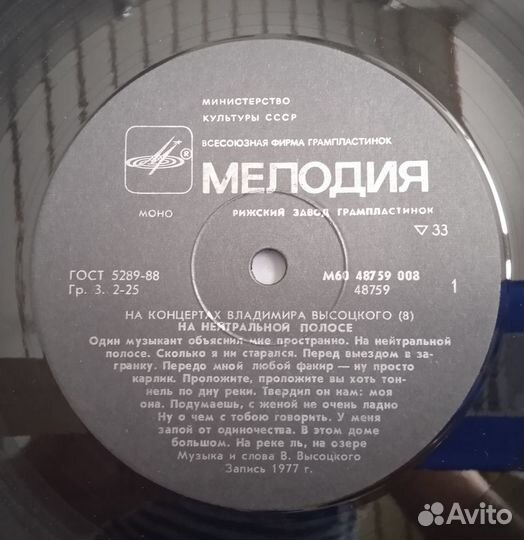 МИНИСТЕРСТВО
КУЛЬТУРЫ СССР
ВСЕСОЮЗНАЯ ФИРМА ГРАМПЛАСТИНОК
®
МЕЛОДИЯ
МОНО
РИЖСКИЙ ЗАВОД ГРАМПЛАСТИНОК
▽ 33
ГОСТ 5289-88
М60 48759 008
Гр. 3. 2-25
48759
1
НА КОНЦЕРТАХ ВЛАДИМИРА ВЫСОЦКОГО (8)
НА НЕЙТРАЛЬНОЙ ПОЛОСЕ
Один музыкант объяснил мне пространно. На нейтральной
полосе. Сколько я ни старался. Перед выездом в за-
гранку. Передо мной любой факир — ну просто
карлик. Проложите, проложите вы хоть тон-
нель по дну реки. Твердил он нам: моя
она. Подумаешь, с женой не очень ладно
Ну о чем с тобою говорить. У меня
запой от одиночества. В этом доме
большом. На реке ль, на озере
Музыка и слова В. Высоцкого
Запись 1977 г.
Avito